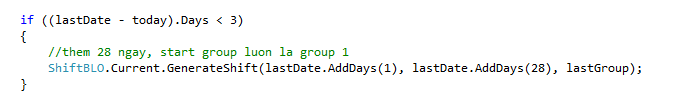 if ((lastDate - today).Days < 3)
{
//them 28 ngay, start group luon la group 1
ShiftBLO.Current.GenerateShift(lastDate.AddDays(1), lastDate.AddDays(28), lastGroup);
}